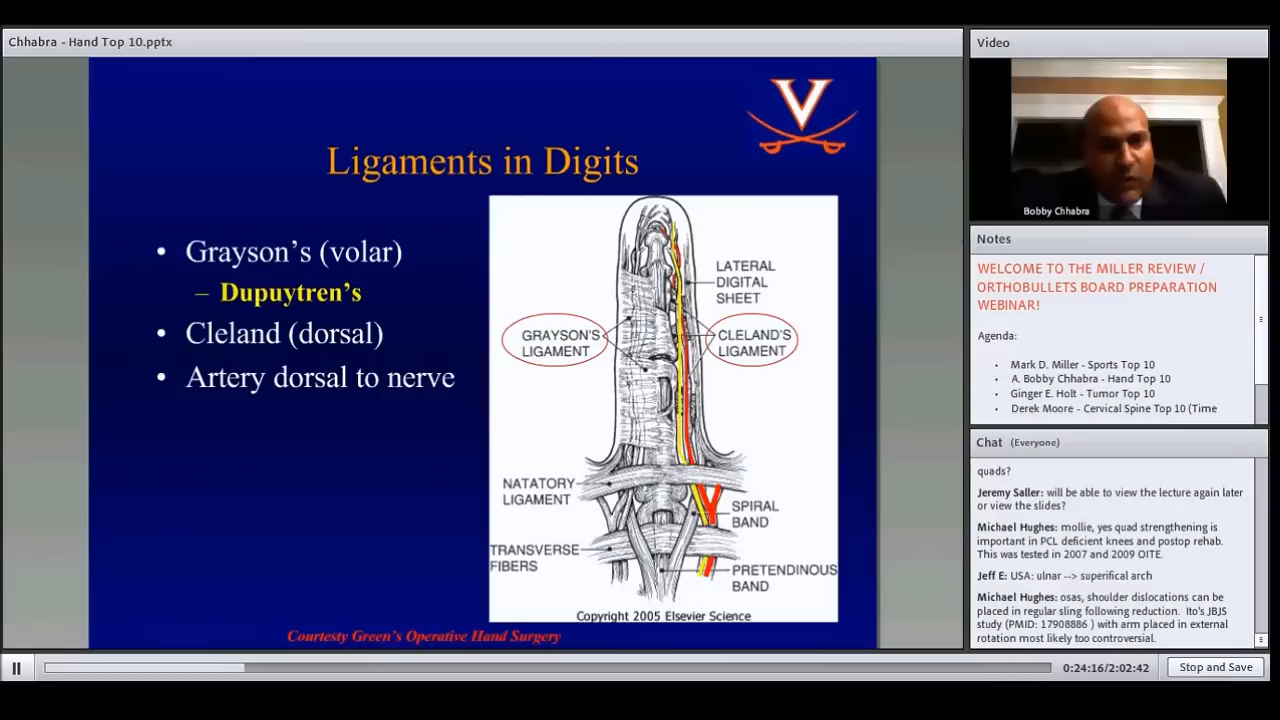 Chhabra - Hand Top 10.pptx
Ligaments in Digits
• Grayson's (volar)
– Dupuytren's
• Cleland (dorsal)
• Artery dorsal to nerve
LATERAL
DIGITAL
SHEET
GRAYSON'S
LIGAMENT
CLELAND'S
LIGAMENT
NATATORY
LIGAMENT
SPIRAL
BAND
TRANSVERSE
FIBERS
PRETENDINOUS
BAND
Copyright 2005 Elsevier Science
Courtesty Green's Operative Hand Surgery
Video
Bobby Chhabra
Notes
WELCOME TO THE MILLER REVIEW /
ORTHOBULLETS BOARD PREPARATION
WEBINAR!
Agenda:
• Mark D. Miller - Sports Top 10
• A. Bobby Chhabra - Hand Top 10
• Ginger E. Holt - Tumor Top 10
• Derek Moore - Cervical Spine Top 10 (Time
Chat (Everyone)
quads?
Jeremy Saller: will be able to view the lecture again later
or view the slides?
Michael Hughes: mollie, yes quad strengthening is
important in PCL deficient knees and postop rehab.
This was tested in 2007 and 2009 OITE.
Jeff E: USA: ulnar --> superifical arch
Michael Hughes: osas, shoulder dislocations can be
placed in regular sling following reduction. Ito's JBJS
study (PMID: 17908886 ) with arm placed in external
rotation most likely too controversial.
0:24:16/2:02:42
Stop and Save